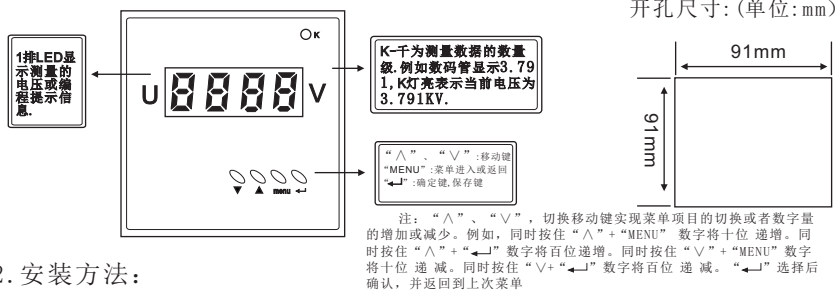 开孔尺寸:(单位:mm)
1排LED显
示测量的
电压或编
程提示信
息.
K
U 8888 V
▼ ▲ menu ↵
K-千为测量数据的数量
级.例如数码管显示3.79
1,K灯亮表示当前电压为
3.791KV.
“∧”、“∨”:移动键
“MENU”:菜单进入或返回
“↵”:确定键,保存键
91mm
91mm
注: “∧”、“∨”, 切换移动键实现菜单项目的切换或者数字量
的增加或减少。例如, 同时按住“∧”+“MENU” 数字将十位 递增。同
时按住“∧”+“↵”数字将百位递增。同时按住“∨”+“MENU”数字
将十位 递 减。同时按住“∨+“↵”数字将百位 递 减。 “↵”选择后
确认, 并返回到上次菜单
2.安装方法: